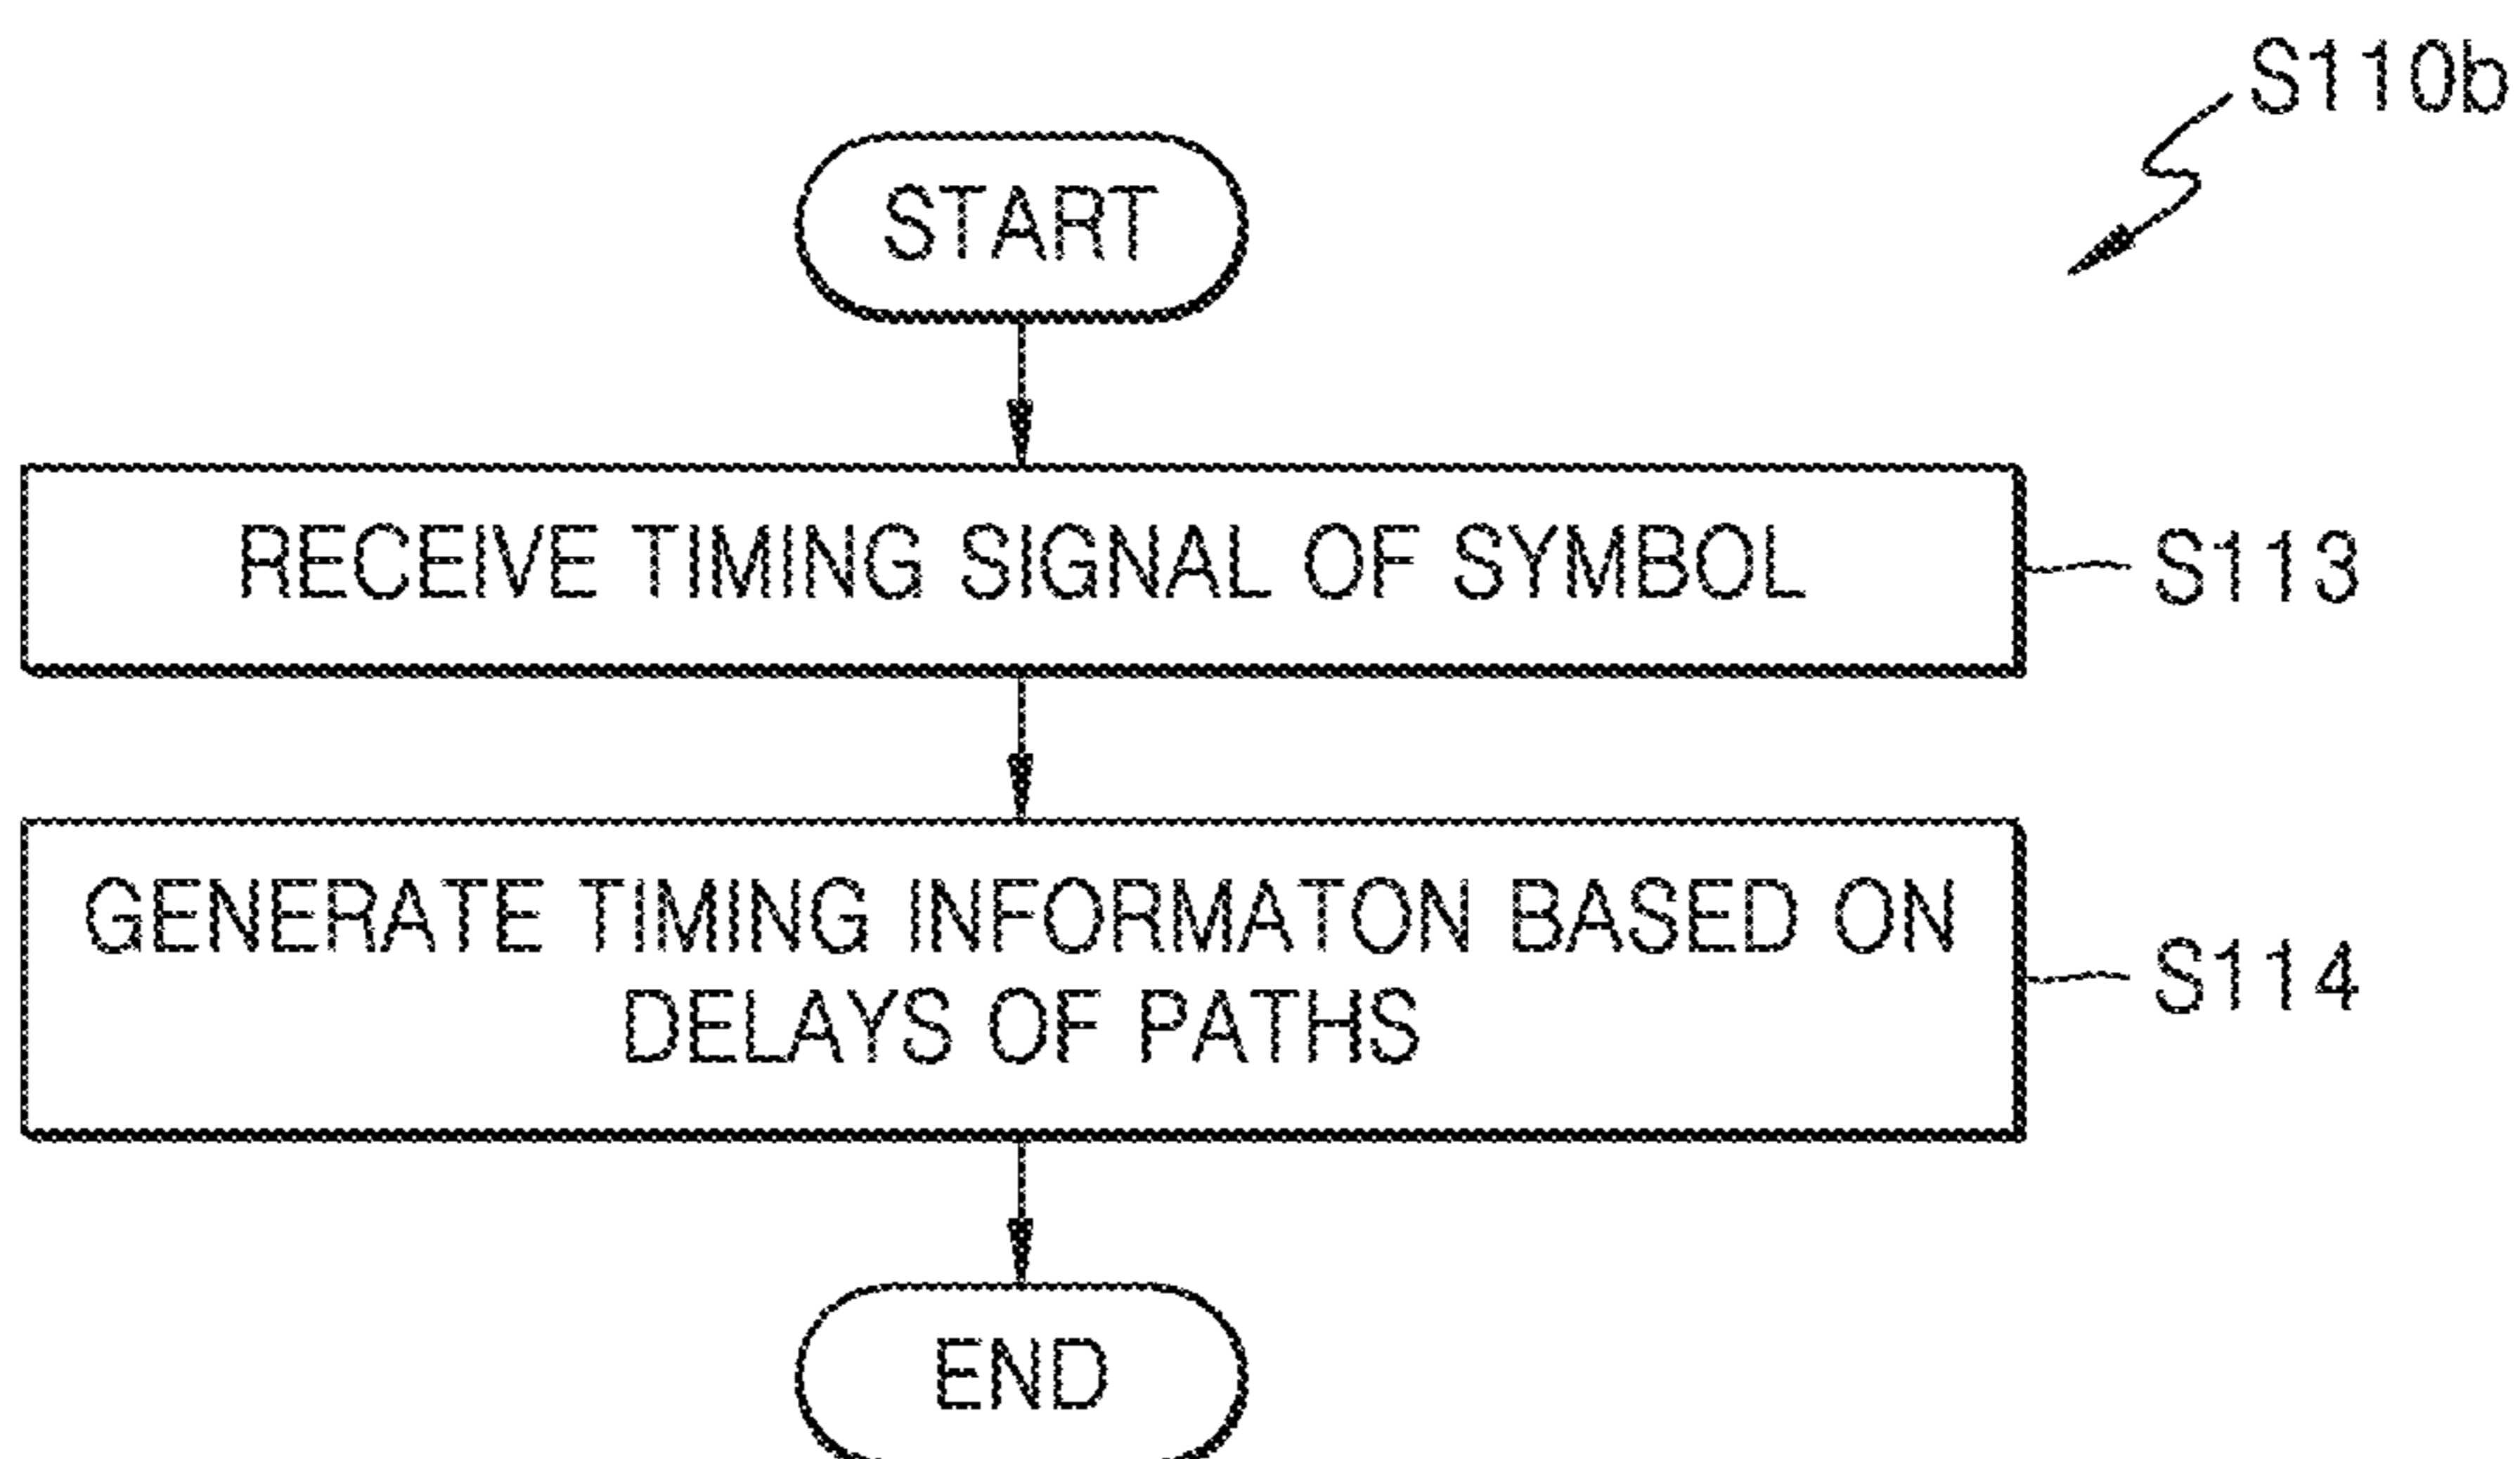 S110b
START
RECEIVE TIMING SIGNAL OF SYMBOL
S113
GENERATE TIMING INFORMATON BASED ON
DELAYS OF PATHS
S114
END